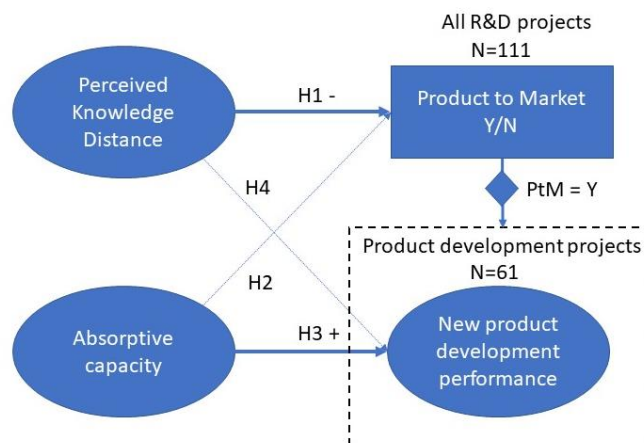 All R&D projects
N=111
Perceived
Knowledge
Distance
H1 -
Product to Market
Y/N
H4
PtM = Y
Product development projects
N=61
H2
Absorptive
capacity
H3 +
New product
development
performance